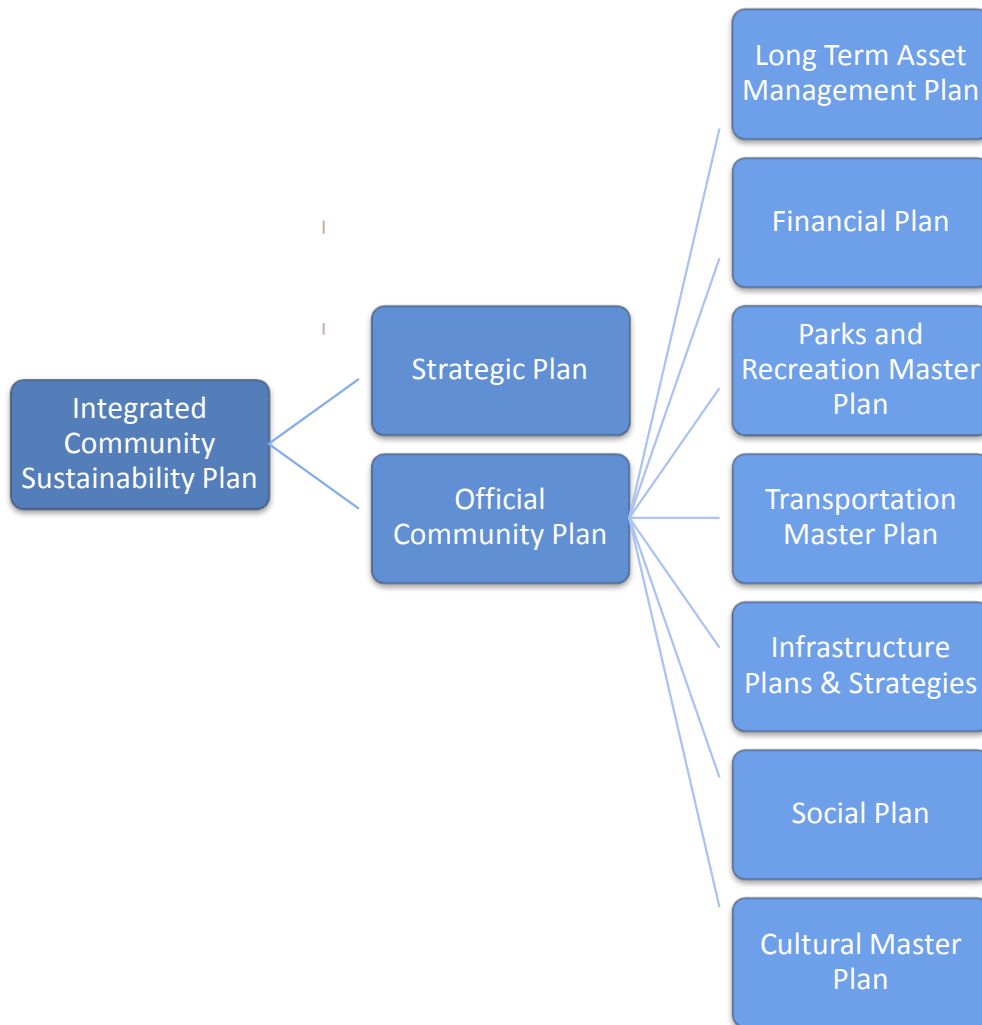 Integrated
Community
Sustainability Plan
Strategic Plan
Official
Community Plan
Long Term Asset
Management Plan
Financial Plan
Parks and
Recreation Master
Plan
Transportation
Master Plan
Infrastructure
Plans & Strategies
Social Plan
Cultural Master
Plan